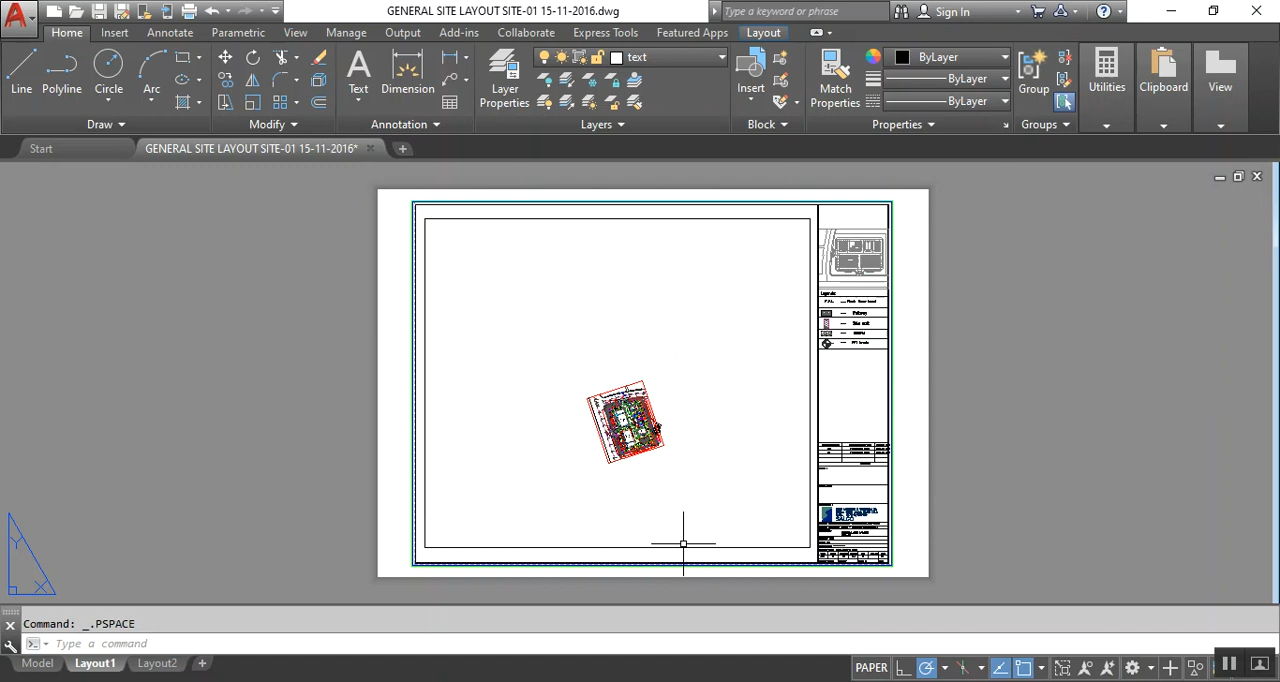 GENERAL SITE LAYOUT SITE-01 15-11-2016.dwg
Type a keyword or phrase
Sign In
Home Insert Annotate Parametric View Manage Output Add-ins Collaborate Express Tools Featured Apps Layout
Line Polyline Circle Arc
Text Dimension
Layer Properties
text
Insert
Match Properties
ByLayer
ByLayer
ByLayer
Group
Utilities Clipboard View
Draw Modify Annotation Layers Block Properties Groups
Start GENERAL SITE LAYOUT SITE-01 15-11-2016*
Command: _.PSPACE
Type a command
Model Layout1 Layout2
PAPER